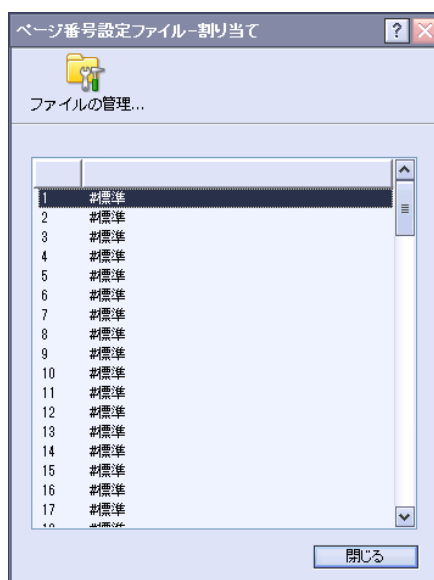 ページ番号設定ファイル-割り当て
ファイルの管理...
1 #標準
2 #標準
3 #標準
4 #標準
5 #標準
6 #標準
7 #標準
8 #標準
9 #標準
10 #標準
11 #標準
12 #標準
13 #標準
14 #標準
15 #標準
16 #標準
17 #標準
閉じる